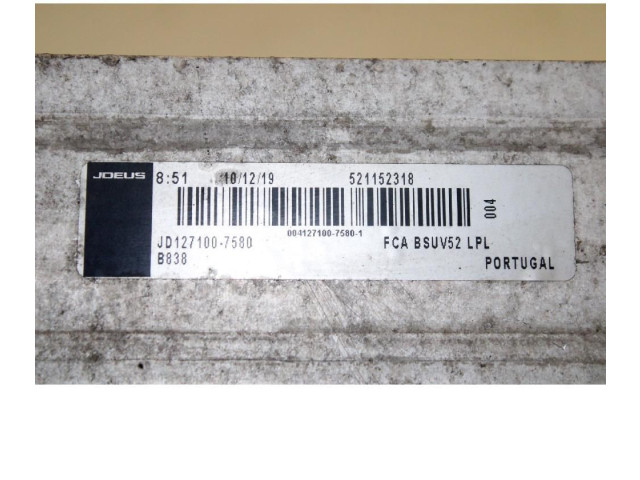 JDEUS 8:51 10/12/19 521152318
004
004127100-7580-1
JD127100-7580 FCA BSUV52 LPL
B838 PORTUGAL